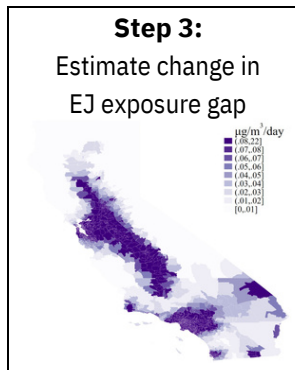 Step 3:
Estimate change in
EJ exposure gap
μg/m³/day
(.08,22]
(.07,.08]
(.06,.07]
(.05,.06]
(.04,.05]
(.03,.04]
(.02,.03]
(.01,.02]
[0,.01]